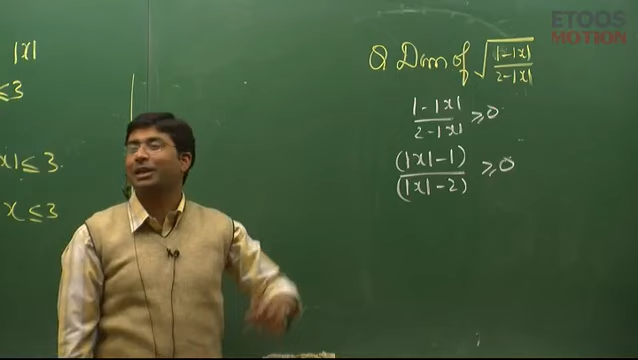 |x|
≤3
x| ≤ 3.
x ≤ 3
Q Dom of √((1-|x|)/(2-|x|))
(1-|x|)/(2-|x|) ≥ 0
(|x|-1)/(|x|-2) ≥ 0
ETOOS
MOTION